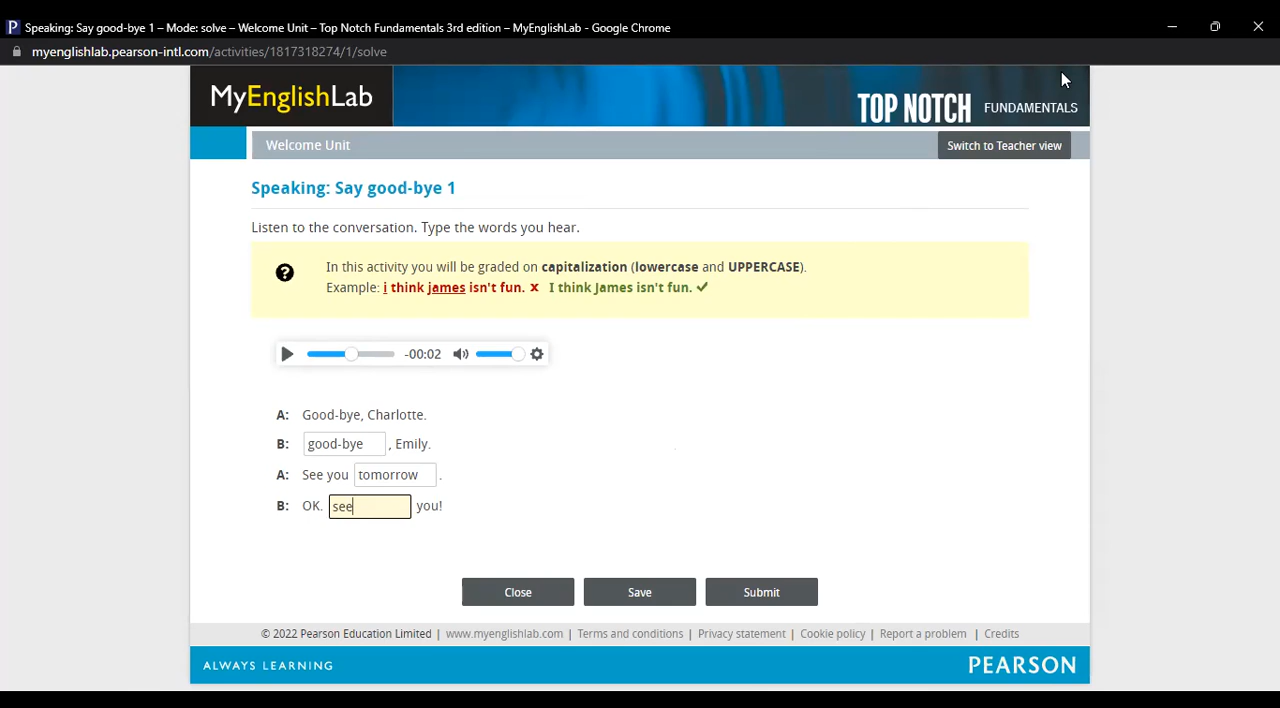 Speaking: Say good-bye 1 – Mode: solve – Welcome Unit – Top Notch Fundamentals 3rd edition – MyEnglishLab - Google Chrome
myenglishlab.pearson-intl.com/activities/1817318274/1/solve
MyEnglishLab
TOP NOTCH FUNDAMENTALS
Welcome Unit
Switch to Teacher view
Speaking: Say good-bye 1
Listen to the conversation. Type the words you hear.
In this activity you will be graded on capitalization (lowercase and UPPERCASE).
Example: i think james isn't fun. ✘ I think James isn't fun. ✔
-00:02
A: Good-bye, Charlotte.
B: good-bye , Emily.
A: See you tomorrow .
B: OK. see you!
Close Save Submit
© 2022 Pearson Education Limited | www.myenglishlab.com | Terms and conditions | Privacy statement | Cookie policy | Report a problem | Credits
ALWAYS LEARNING
PEARSON